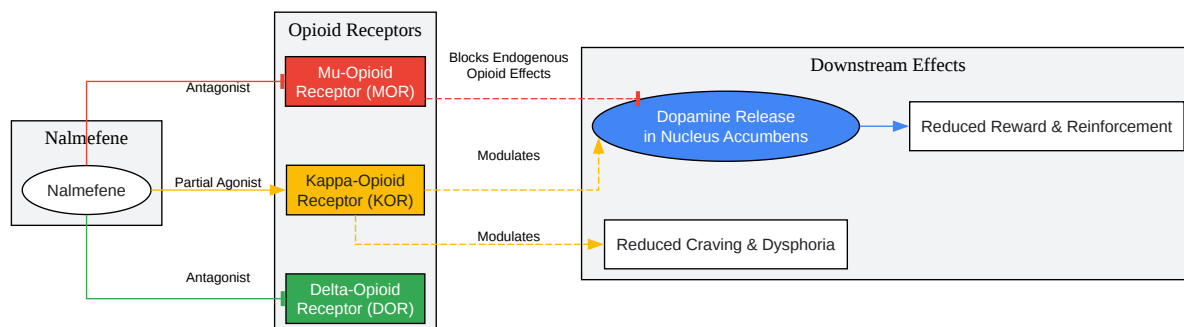 Opioid Receptors
Blocks Endogenous
Opioid Effects
Downstream Effects
Mu-Opioid
Receptor (MOR)
Antagonist
Dopamine Release
in Nucleus Accumbens
Reduced Reward & Reinforcement
Nalmefene
Nalmefene
Partial Agonist
Kappa-Opioid
Receptor (KOR)
Modulates
Modulates
Reduced Craving & Dysphoria
Antagonist
Delta-Opioid
Receptor (DOR)